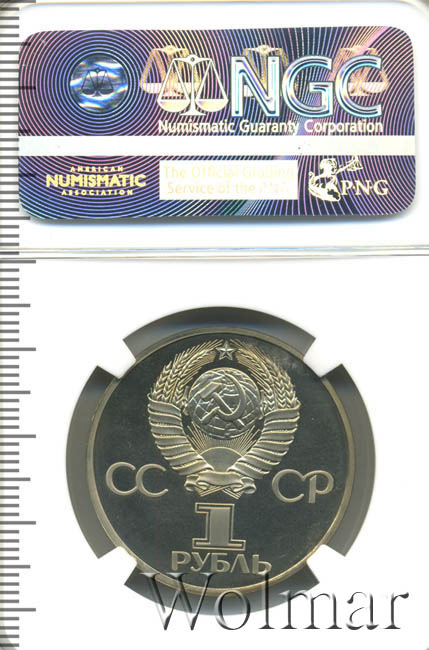 NGC
Numismatic Guaranty Corporation
AMERICAN
NUMISMATIC
ASSOCIATION
The Official Grading
Service of the ANA
PNG
СС СР
1
РУБЛЬ
Wolmar